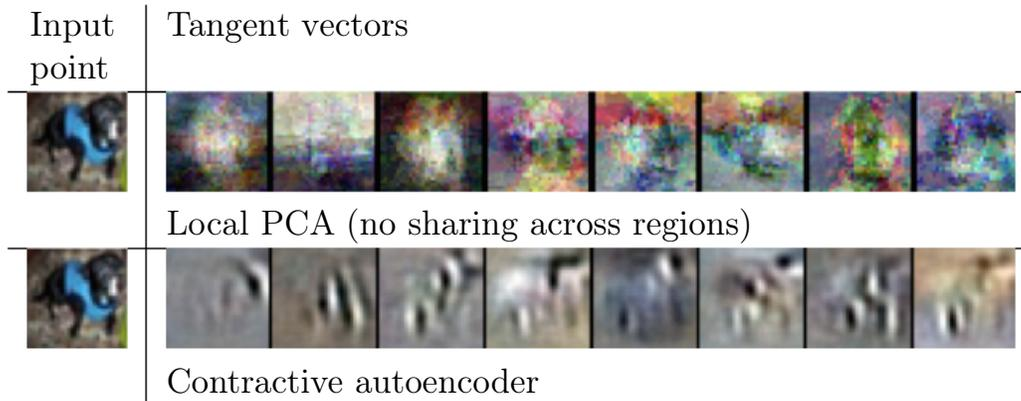 Input
point
Tangent vectors
Local PCA (no sharing across regions)
Contractive autoencoder